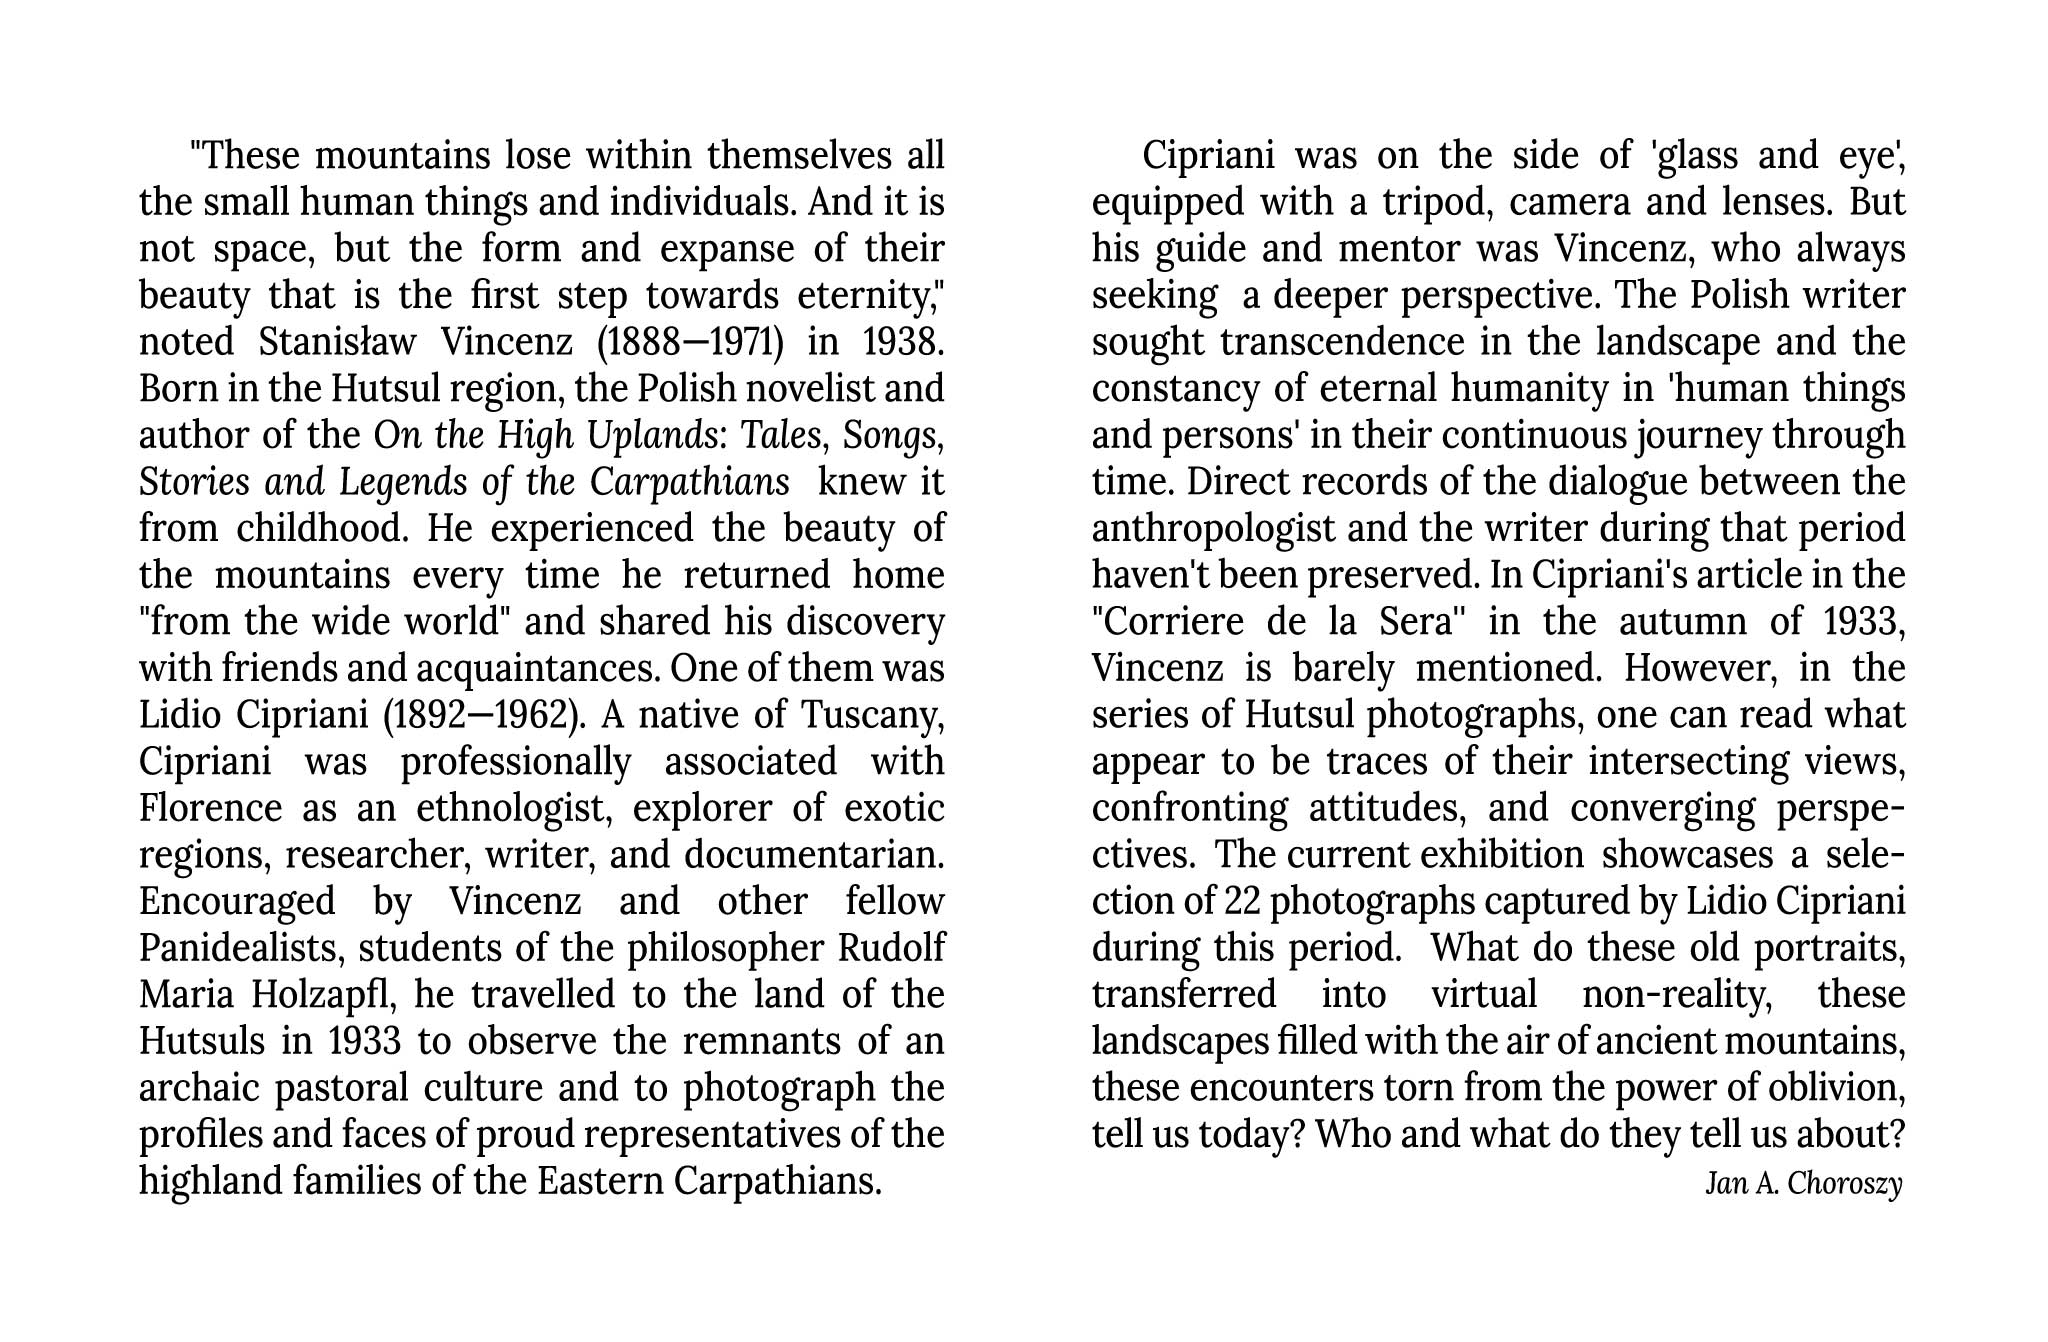 "These mountains lose within themselves all
the small human things and individuals. And it is
not space, but the form and expanse of their
beauty that is the first step towards eternity,"
noted Stanisław Vincenz (1888—1971) in 1938.
Born in the Hutsul region, the Polish novelist and
author of the On the High Uplands: Tales, Songs,
Stories and Legends of the Carpathians knew it
from childhood. He experienced the beauty of
the mountains every time he returned home
"from the wide world" and shared his discovery
with friends and acquaintances. One of them was
Lidio Cipriani (1892—1962). A native of Tuscany,
Cipriani was professionally associated with
Florence as an ethnologist, explorer of exotic
regions, researcher, writer, and documentarian.
Encouraged by Vincenz and other fellow
Panidealists, students of the philosopher Rudolf
Maria Holzapfl, he travelled to the land of the
Hutsuls in 1933 to observe the remnants of an
archaic pastoral culture and to photograph the
profiles and faces of proud representatives of the
highland families of the Eastern Carpathians.
Cipriani was on the side of 'glass and eye',
equipped with a tripod, camera and lenses. But
his guide and mentor was Vincenz, who always
seeking a deeper perspective. The Polish writer
sought transcendence in the landscape and the
constancy of eternal humanity in 'human things
and persons' in their continuous journey through
time. Direct records of the dialogue between the
anthropologist and the writer during that period
haven't been preserved. In Cipriani's article in the
"Corriere de la Sera" in the autumn of 1933,
Vincenz is barely mentioned. However, in the
series of Hutsul photographs, one can read what
appear to be traces of their intersecting views,
confronting attitudes, and converging perspe-
ctives. The current exhibition showcases a sele-
ction of 22 photographs captured by Lidio Cipriani
during this period. What do these old portraits,
transferred into virtual non-reality, these
landscapes filled with the air of ancient mountains,
these encounters torn from the power of oblivion,
tell us today? Who and what do they tell us about?
Jan A. Choroszy